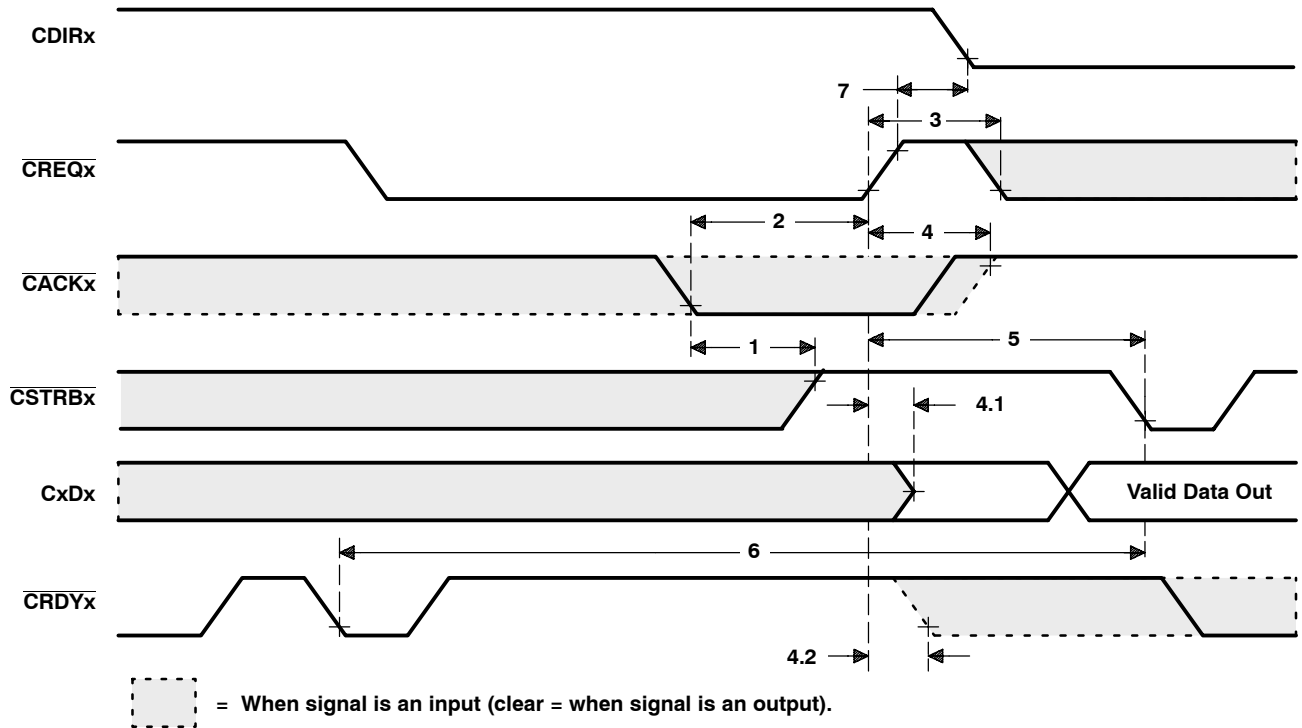 CDIRx
7
3
CREQx
2
4
CACKx
1
5
CSTRBx
4.1
CxDx
Valid Data Out
6
CRDYx
4.2
= When signal is an input (clear = when signal is an output).